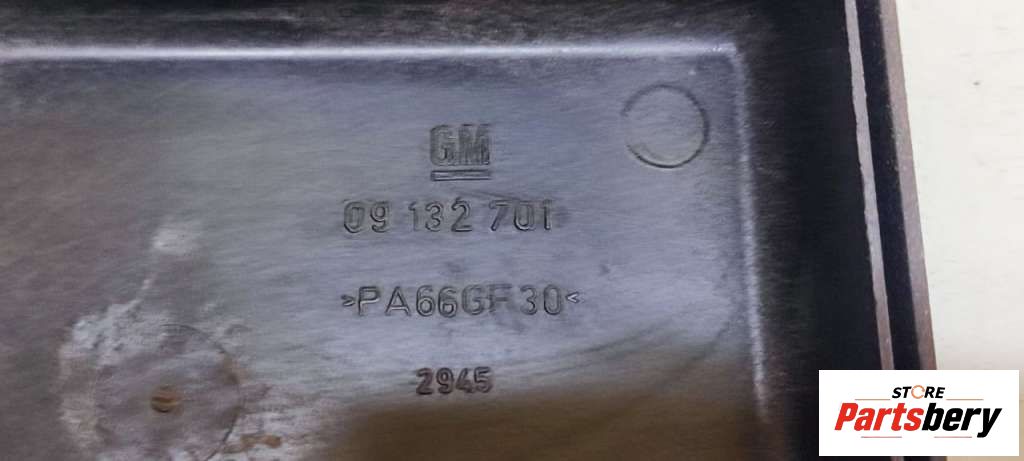 GM
09 132 701
>PA66GF30<
2945
STORE
Partsbery